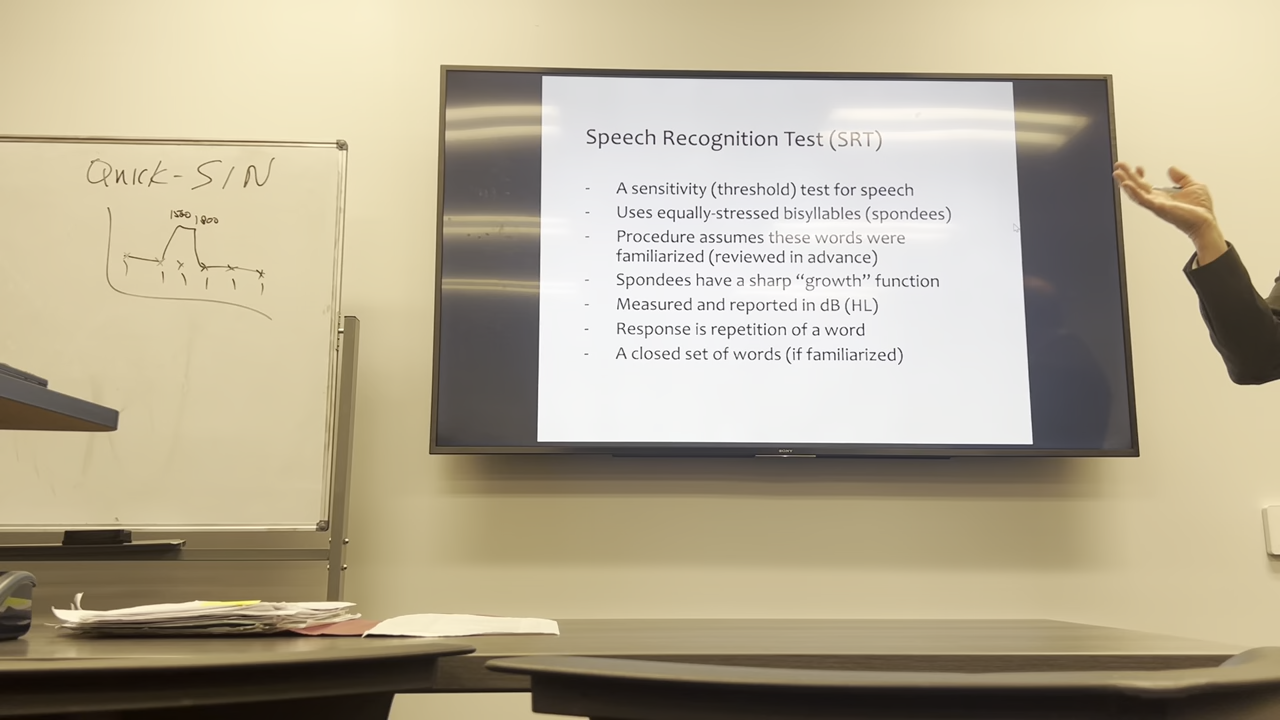 Quick-SIN
1500 1800
Speech Recognition Test (SRT)
- A sensitivity (threshold) test for speech
- Uses equally-stressed bisyllables (spondees)
- Procedure assumes these words were
familiarized (reviewed in advance)
- Spondees have a sharp “growth” function
- Measured and reported in dB (HL)
- Response is repetition of a word
- A closed set of words (if familiarized)
SONY